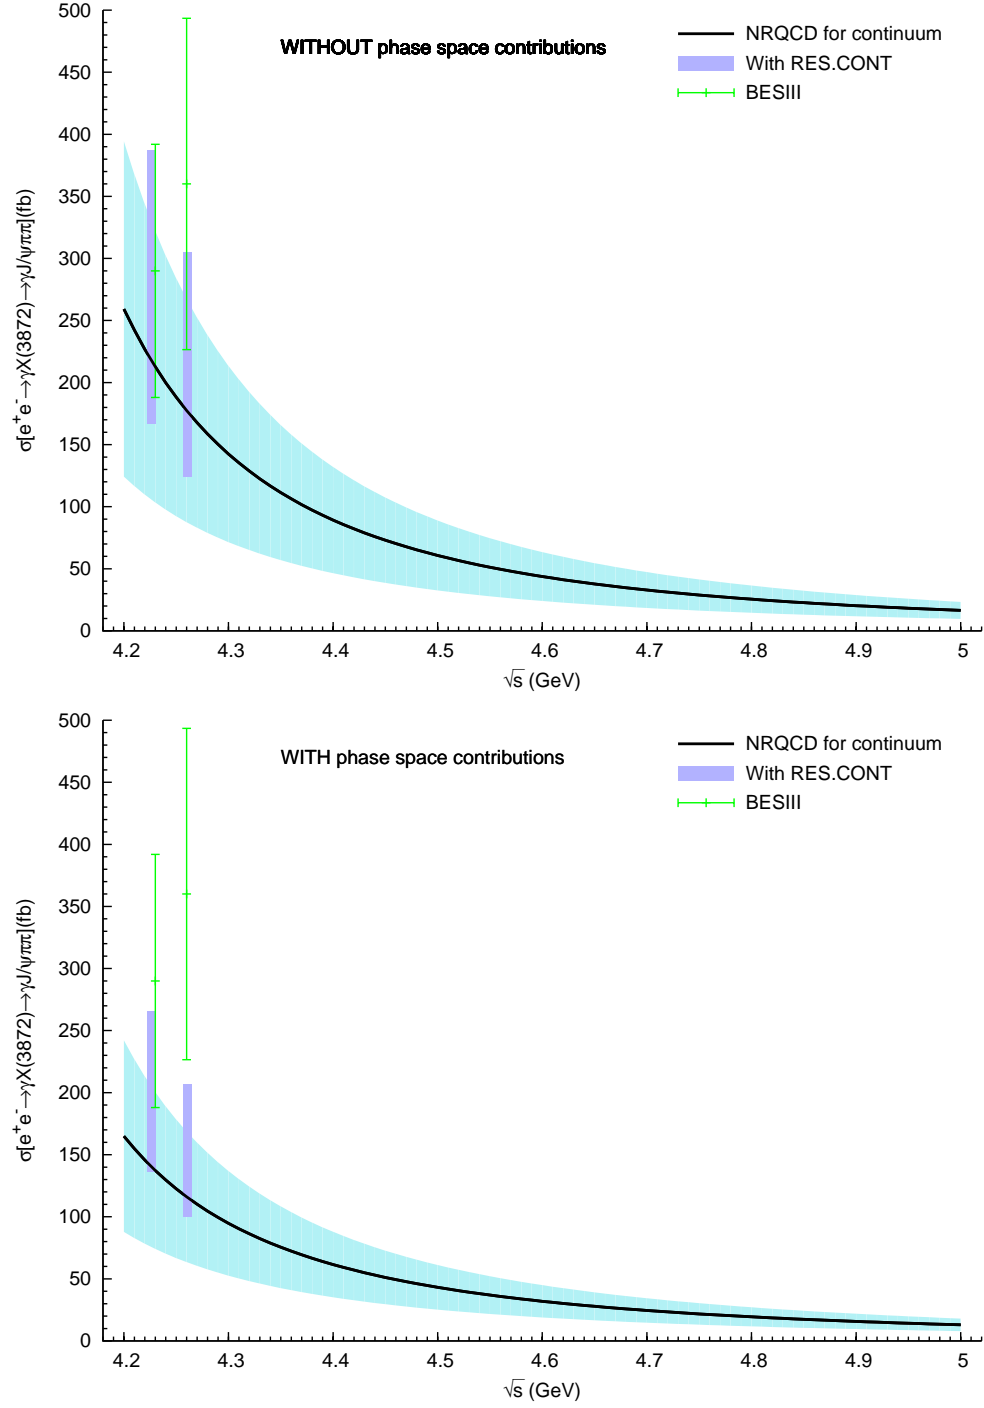 WITHOUT phase space contributions
NRQCD for continuum
With RES.CONT
BESIII
σ[e⁺e⁻→γX(3872)→γJ/ψππ](fb)
500
450
400
350
300
250
200
150
100
50
0
4.2 4.3 4.4 4.5 4.6 4.7 4.8 4.9 5
√s (GeV)
WITH phase space contributions
NRQCD for continuum
With RES.CONT
BESIII
σ[e⁺e⁻→γX(3872)→γJ/ψππ](fb)
500
450
400
350
300
250
200
150
100
50
0
4.2 4.3 4.4 4.5 4.6 4.7 4.8 4.9 5
√s (GeV)